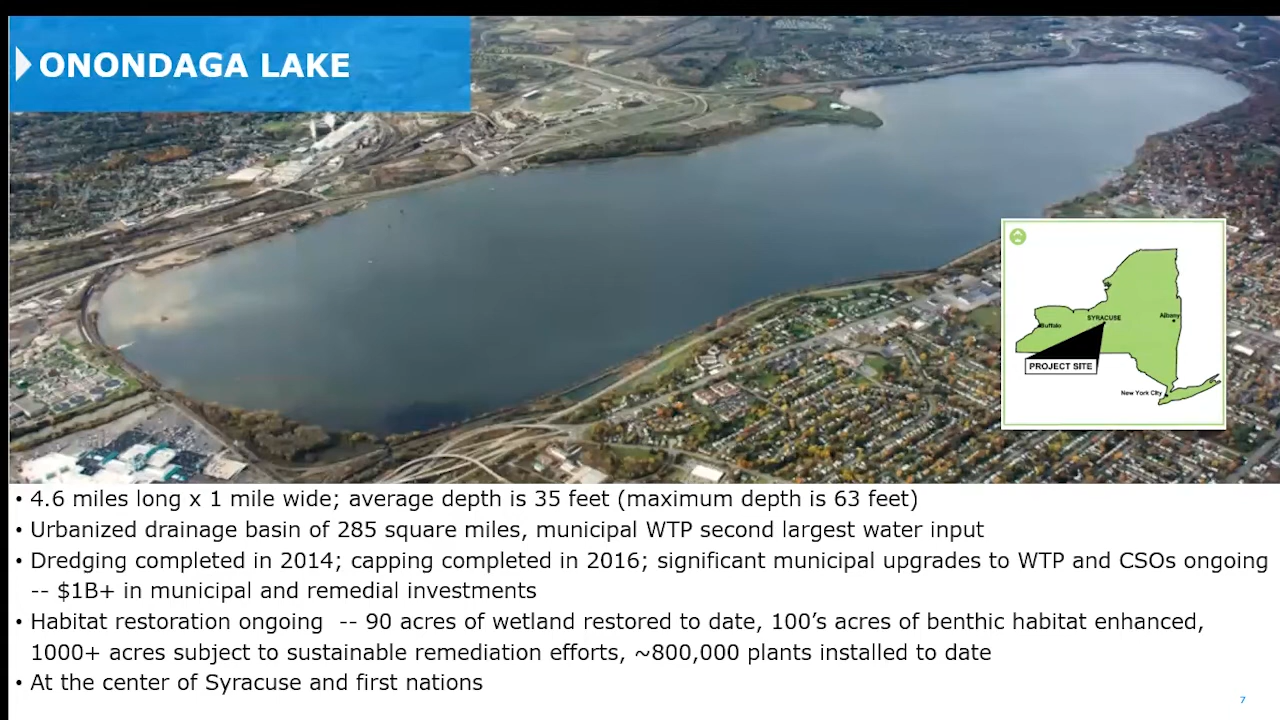 ONONDAGA LAKE
Buffalo
SYRACUSE
Albany
PROJECT SITE
New York City
• 4.6 miles long x 1 mile wide; average depth is 35 feet (maximum depth is 63 feet)
• Urbanized drainage basin of 285 square miles, municipal WTP second largest water input
• Dredging completed in 2014; capping completed in 2016; significant municipal upgrades to WTP and CSOs ongoing
-- $1B+ in municipal and remedial investments
• Habitat restoration ongoing -- 90 acres of wetland restored to date, 100’s acres of benthic habitat enhanced,
1000+ acres subject to sustainable remediation efforts, ~800,000 plants installed to date
• At the center of Syracuse and first nations
7